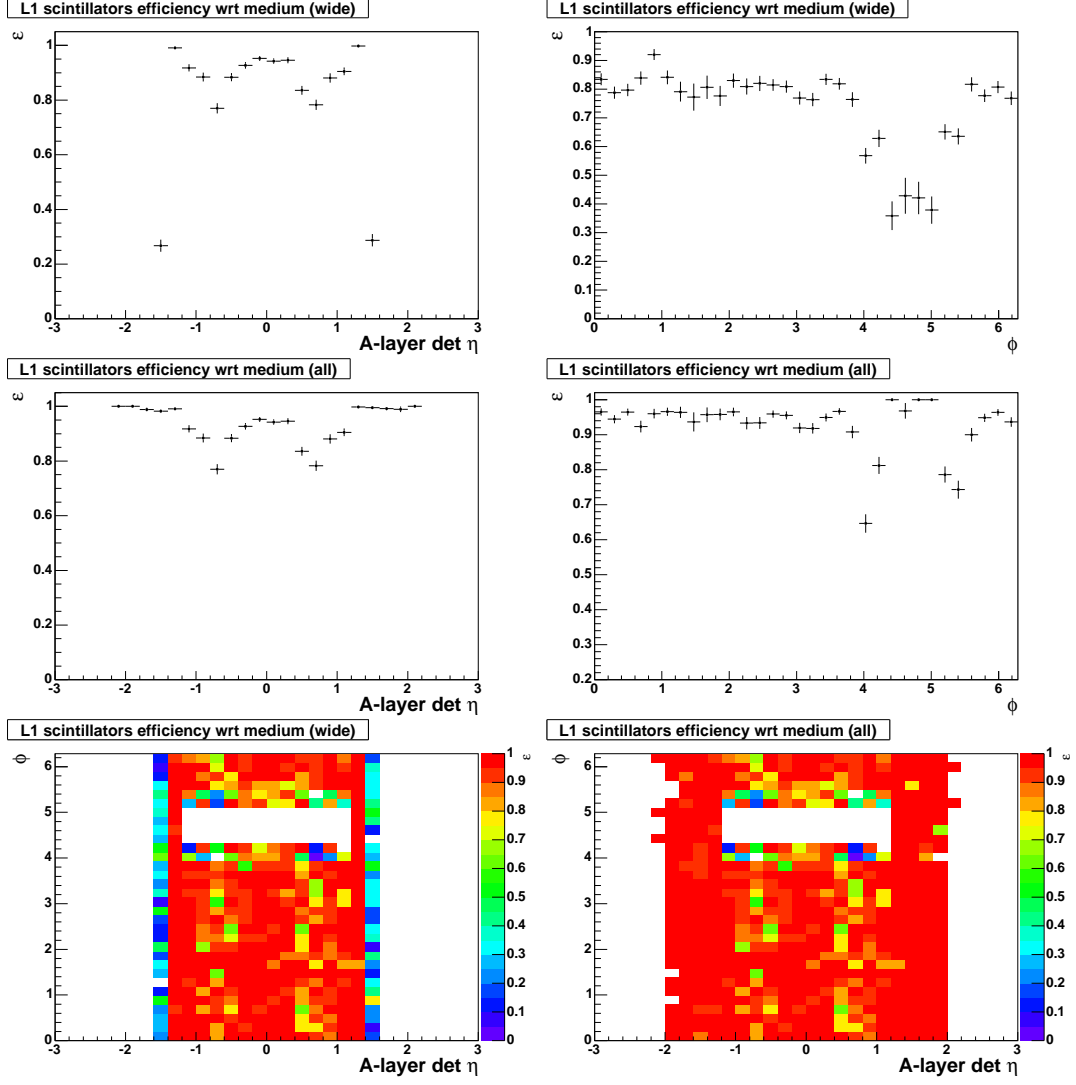 L1 scintillators efficiency wrt medium (wide)
ε
1
0.8
0.6
0.4
0.2
0
-3 -2 -1 0 1 2 3
A-layer det η
L1 scintillators efficiency wrt medium (wide)
ε
1
0.9
0.8
0.7
0.6
0.5
0.4
0.3
0.2
0.1
0
0 1 2 3 4 5 6
ϕ
L1 scintillators efficiency wrt medium (all)
ε
1
0.8
0.6
0.4
0.2
0
-3 -2 -1 0 1 2 3
A-layer det η
L1 scintillators efficiency wrt medium (all)
ε
1
0.9
0.8
0.7
0.6
0.5
0.4
0.3
0.2
0 1 2 3 4 5 6
ϕ
L1 scintillators efficiency wrt medium (wide)
ϕ
6
5
4
3
2
1
0
-3 -2 -1 0 1 2 3
A-layer det η
ε
1
0.9
0.8
0.7
0.6
0.5
0.4
0.3
0.2
0.1
0
L1 scintillators efficiency wrt medium (all)
ϕ
6
5
4
3
2
1
0
-3 -2 -1 0 1 2 3
A-layer det η
ε
1
0.9
0.8
0.7
0.6
0.5
0.4
0.3
0.2
0.1
0